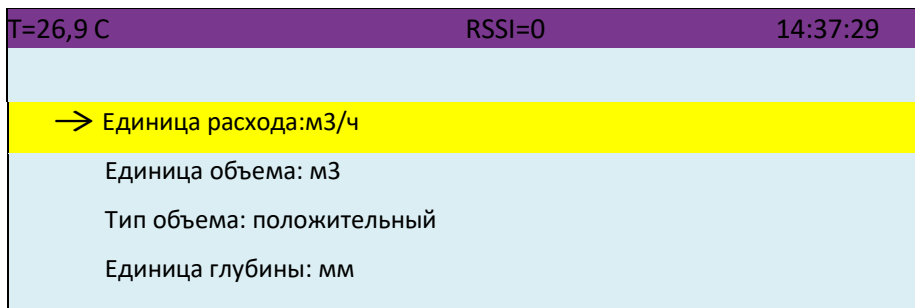 T=26,9 C RSSI=0 14:37:29
→ Единица расхода:м3/ч
Единица объема: м3
Тип объема: положительный
Единица глубины: мм